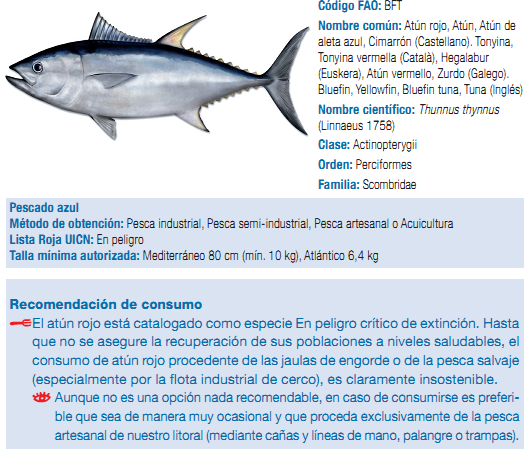 Código FAO: BFT
Nombre común: Atún rojo, Atún, Atún de
aleta azul, Cimarrón (Castellano). Tonyina,
Tonyina vermella (Català), Hegalabur
(Euskera), Atún vermello, Zurdo (Galego).
Bluefin, Yellowfin, Bluefin tuna, Tuna (Inglés)
Nombre científico: Thunnus thynnus
(Linnaeus 1758)
Clase: Actinopterygii
Orden: Perciformes
Familia: Scombridae
Pescado azul
Método de obtención: Pesca industrial, Pesca semi-industrial, Pesca artesanal o Acuicultura
Lista Roja UICN: En peligro
Talla mínima autorizada: Mediterráneo 80 cm (mín. 10 kg), Atlántico 6,4 kg
Recomendación de consumo
El atún rojo está catalogado como especie En peligro crítico de extinción. Hasta
que no se asegure la recuperación de sus poblaciones a niveles saludables, el
consumo de atún rojo procedente de las jaulas de engorde o de la pesca salvaje
(especialmente por la flota industrial de cerco), es claramente insostenible.
Aunque no es una opción nada recomendable, en caso de consumirse es preferi-
ble que sea de manera muy ocasional y que proceda exclusivamente de la pesca
artesanal de nuestro litoral (mediante cañas y líneas de mano, palangre o trampas).